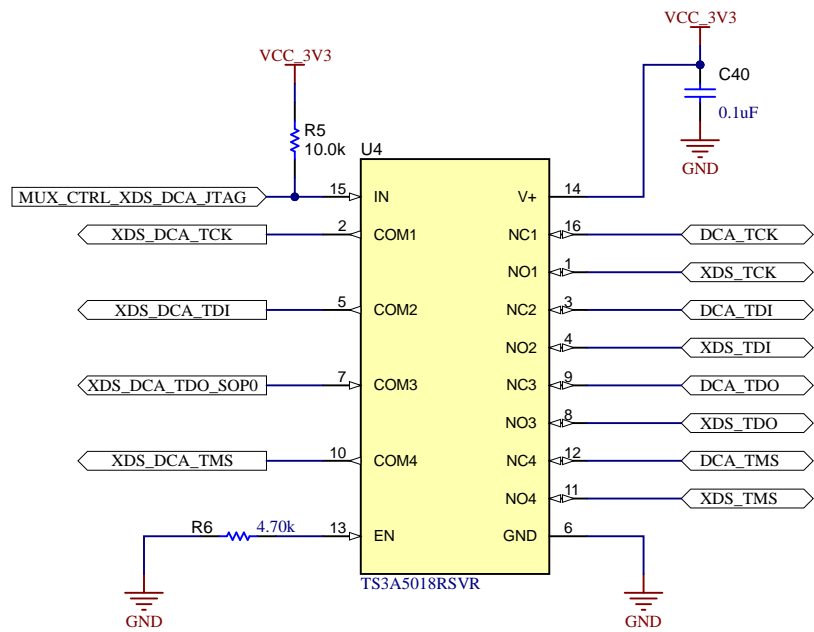 VCC_3V3
VCC_3V3
C40
0.1uF
GND
R5
10.0k
U4
MUX_CTRL_XDS_DCA_JTAG 15 IN V+ 14
XDS_DCA_TCK 2 COM1 NC1 16 DCA_TCK
NO1 1 XDS_TCK
XDS_DCA_TDI 5 COM2 NC2 3 DCA_TDI
NO2 4 XDS_TDI
XDS_DCA_TDO_SOP0 7 COM3 NC3 9 DCA_TDO
NO3 8 XDS_TDO
XDS_DCA_TMS 10 COM4 NC4 12 DCA_TMS
NO4 11 XDS_TMS
R6 4.70k 13 EN GND 6
TS3A5018RSVR
GND
GND